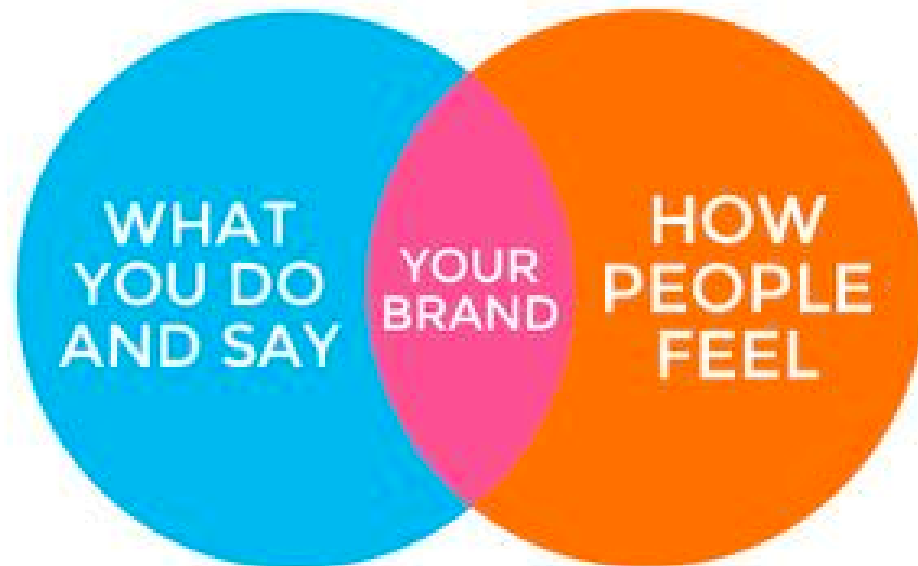 WHAT
YOU DO
AND SAY
YOUR
BRAND
HOW
PEOPLE
FEEL